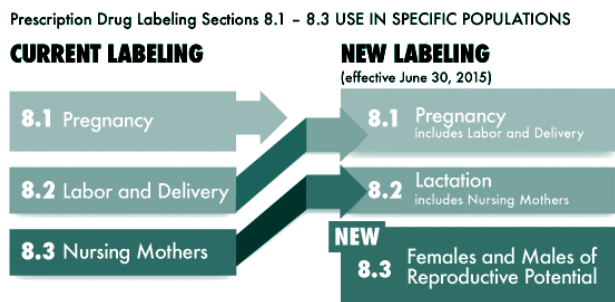 Prescription Drug Labeling Sections 8.1 – 8.3 USE IN SPECIFIC POPULATIONS
CURRENT LABELING
8.1 Pregnancy
8.2 Labor and Delivery
8.3 Nursing Mothers
NEW LABELING
(effective June 30, 2015)
8.1 Pregnancy
includes Labor and Delivery
8.2 Lactation
includes Nursing Mothers
NEW
8.3 Females and Males of
Reproductive Potential